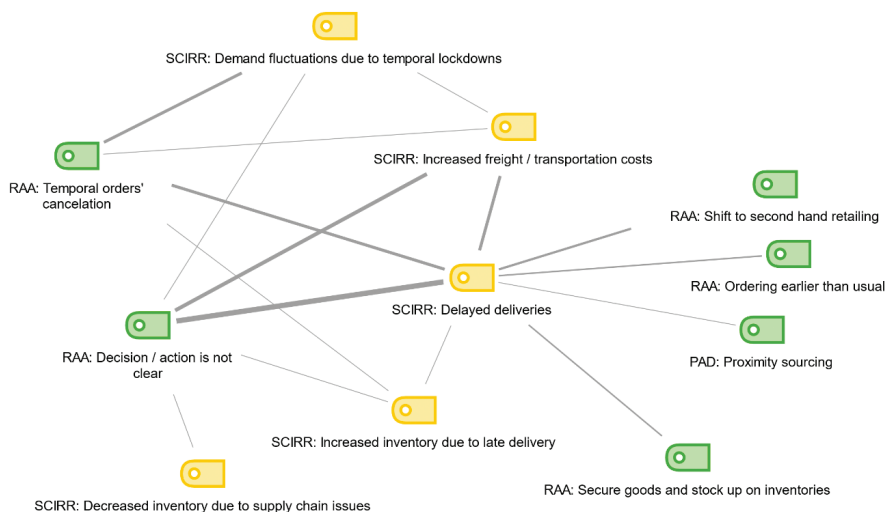 SCIRR: Demand fluctuations due to temporal lockdowns
SCIRR: Increased freight / transportation costs
RAA: Temporal orders'
cancelation
RAA: Shift to second hand retailing
RAA: Ordering earlier than usual
SCIRR: Delayed deliveries
RAA: Decision / action is not
clear
PAD: Proximity sourcing
SCIRR: Increased inventory due to late delivery
RAA: Secure goods and stock up on inventories
SCIRR: Decreased inventory due to supply chain issues